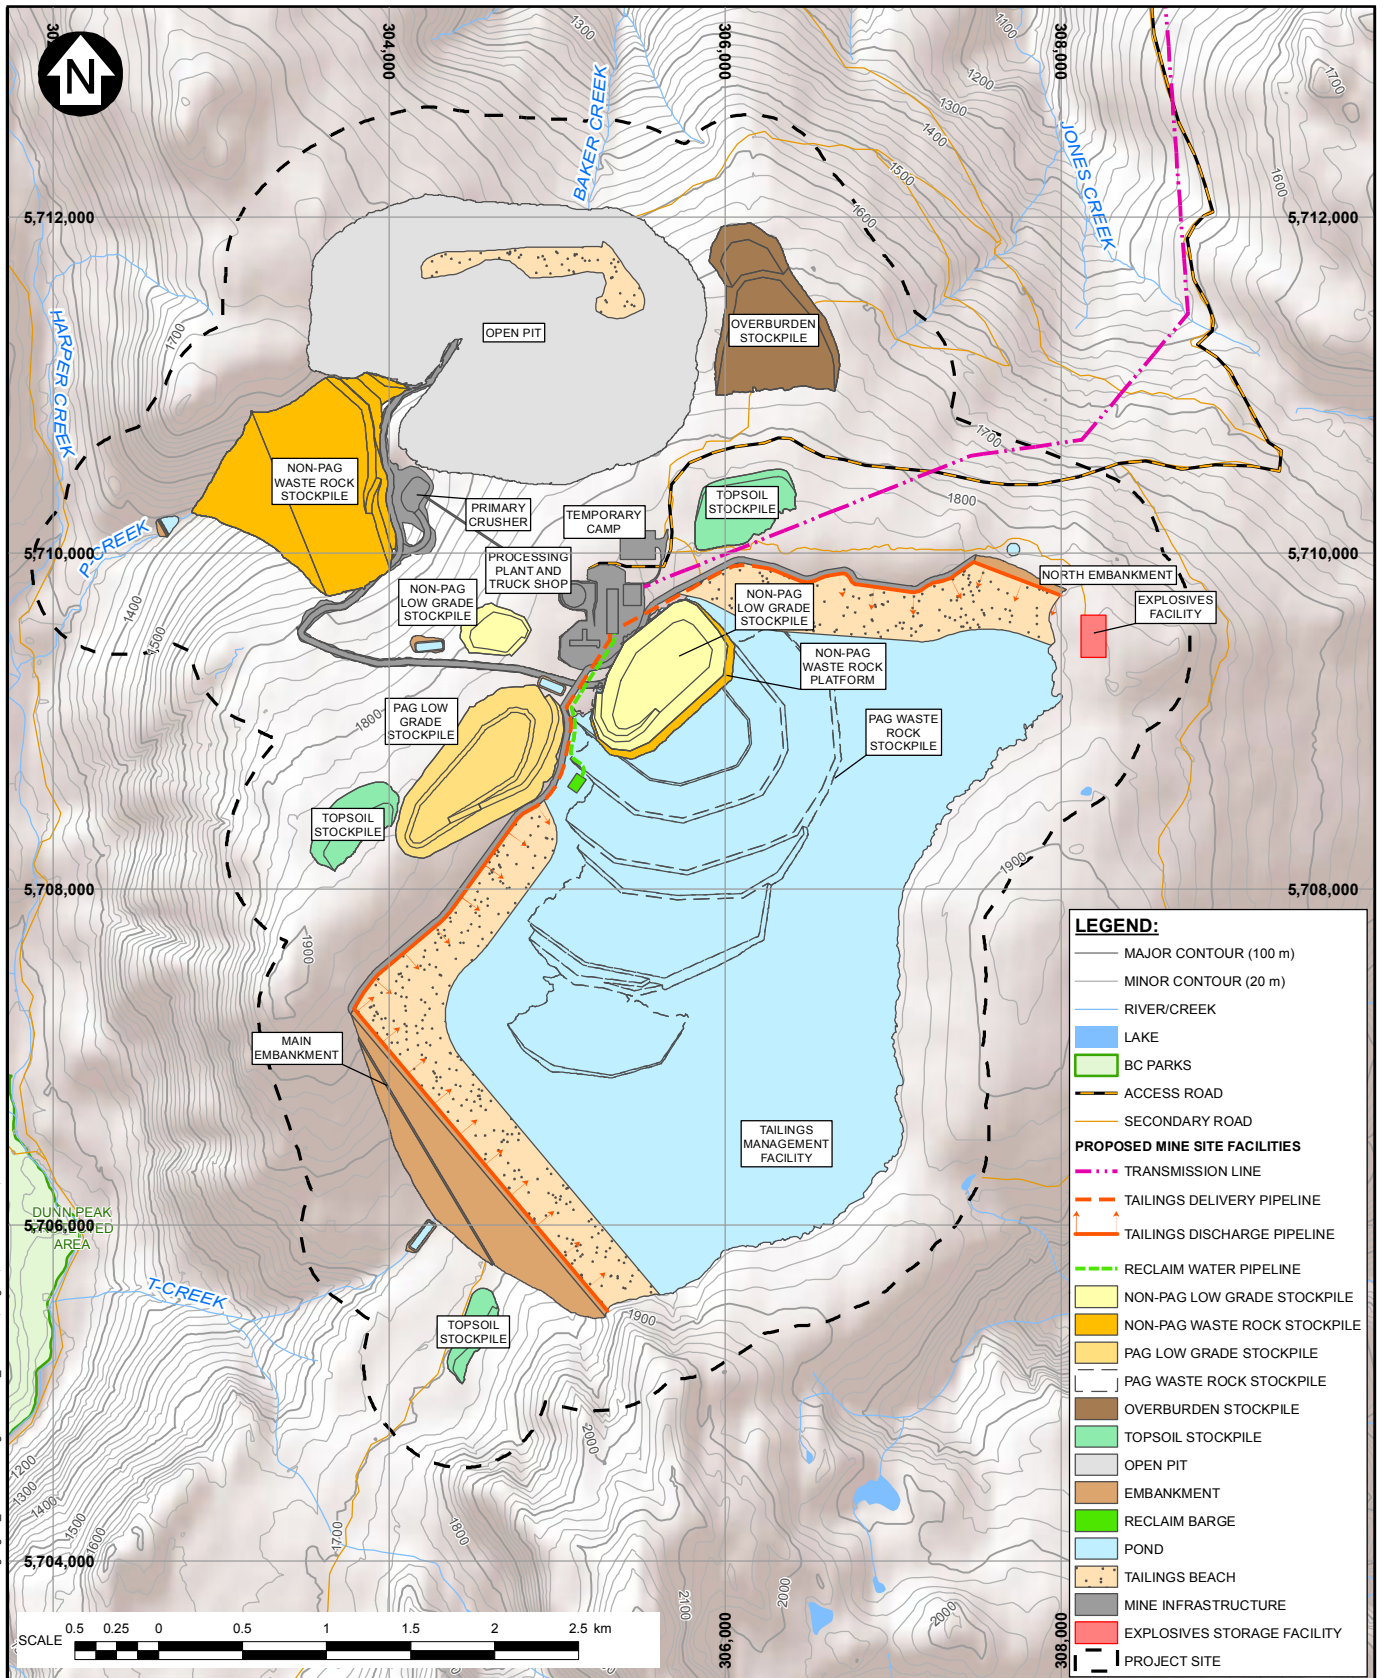 N
304,000
306,000
308,000
1300
1100
1200
1300
1400
1500
1600
1700
1600
BAKER CREEK
JONES CREEK
5,712,000
5,712,000
HARPER CREEK
1700
OPEN PIT
OVERBURDEN
STOCKPILE
1700
1800
NON-PAG
WASTE ROCK
STOCKPILE
PRIMARY
CRUSHER
TEMPORARY
CAMP
TOPSOIL
STOCKPILE
P-CREEK
5,710,000
5,710,000
PROCESSING
PLANT AND
TRUCK SHOP
NORTH EMBANKMENT
NON-PAG
LOW GRADE
STOCKPILE
NON-PAG
LOW GRADE
STOCKPILE
EXPLOSIVES
FACILITY
1400
1500
NON-PAG
WASTE ROCK
PLATFORM
1800
PAG LOW
GRADE
STOCKPILE
PAG WASTE
ROCK
STOCKPILE
TOPSOIL
STOCKPILE
1900
5,708,000
5,708,000
1900
MAIN
EMBANKMENT
TAILINGS
MANAGEMENT
FACILITY
DUNN PEAK
PROTECTED
AREA
5,706,000
T-CREEK
TOPSOIL
STOCKPILE
1900
2000
1200
1300
1400
1500
1600
1700
1800
5,704,000
2100
2000
2000
306,000
308,000
LEGEND:
MAJOR CONTOUR (100 m)
MINOR CONTOUR (20 m)
RIVER/CREEK
LAKE
BC PARKS
ACCESS ROAD
SECONDARY ROAD
PROPOSED MINE SITE FACILITIES
TRANSMISSION LINE
TAILINGS DELIVERY PIPELINE
TAILINGS DISCHARGE PIPELINE
RECLAIM WATER PIPELINE
NON-PAG LOW GRADE STOCKPILE
NON-PAG WASTE ROCK STOCKPILE
PAG LOW GRADE STOCKPILE
PAG WASTE ROCK STOCKPILE
OVERBURDEN STOCKPILE
TOPSOIL STOCKPILE
OPEN PIT
EMBANKMENT
RECLAIM BARGE
POND
TAILINGS BEACH
MINE INFRASTRUCTURE
EXPLOSIVES STORAGE FACILITY
PROJECT SITE
SCALE
0.5 0.25 0 0.5 1 1.5 2 2.5 km